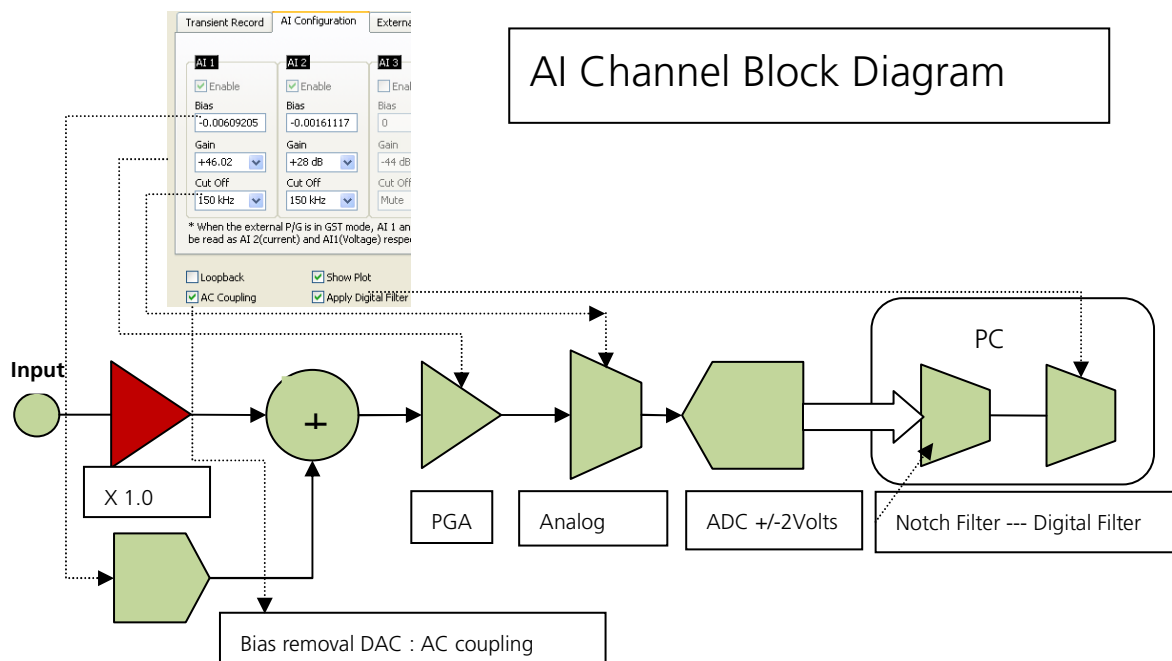 Transient Record AI Configuration Externa
AI Channel Block Diagram
AI 1 AI 2 AI 3
Enable Enable Enal
Bias Bias Bias
-0.00609205 -0.00161117 0
Gain Gain Gain
+46.02 +28 dB -44 dB
Cut Off Cut Off Cut Off
150 kHz 150 kHz Mute
* When the external P/G is in GST mode, AI 1 an
be read as AI 2(current) and AI1(Voltage) respec
Loopback Show Plot
AC Coupling Apply Digital Filter
PC
Input
+
X 1.0
PGA
Analog
ADC +/-2Volts
Notch Filter --- Digital Filter
Bias removal DAC : AC coupling